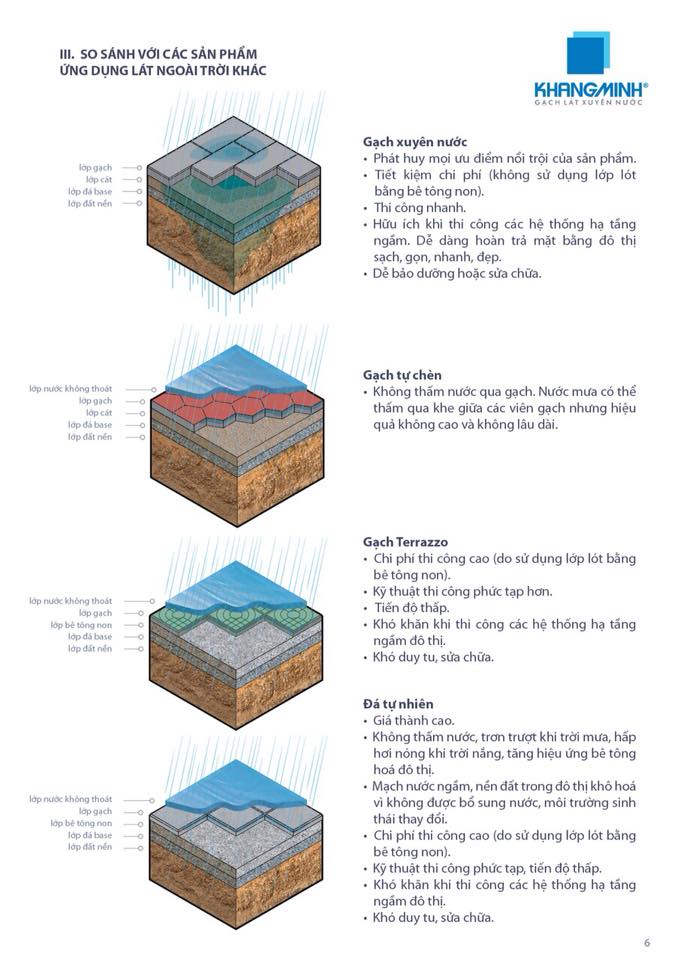 III. SO SÁNH VỚI CÁC SẢN PHẨM
ỨNG DỤNG LÁT NGOÀI TRỜI KHÁC
KHANGMINH®
GẠCH LÁT XUYÊN NƯỚC
lớp gạch
lớp cát
lớp đá base
lớp đất nền
Gạch xuyên nước
• Phát huy mọi ưu điểm nổi trội của sản phẩm.
• Tiết kiệm chi phí (không sử dụng lớp lót
bằng bê tông non).
• Thi công nhanh.
• Hữu ích khi thi công các hệ thống hạ tầng
ngầm. Dễ dàng hoàn trả mặt bằng đô thị
sạch, gọn, nhanh, đẹp.
• Dễ bảo dưỡng hoặc sửa chữa.
lớp nước không thoát
lớp gạch
lớp cát
lớp đá base
lớp đất nền
Gạch tự chèn
• Không thấm nước qua gạch. Nước mưa có thể
thấm qua khe giữa các viên gạch nhưng hiệu
quả không cao và không lâu dài.
lớp nước không thoát
lớp gạch
lớp bê tông non
lớp đá base
lớp đất nền
Gạch Terrazzo
• Chi phí thi công cao (do sử dụng lớp lót bằng
bê tông non).
• Kỹ thuật thi công phức tạp hơn.
• Tiến độ thấp.
• Khó khăn khi thi công các hệ thống hạ tầng
ngầm đô thị.
• Khó duy tu, sửa chữa.
lớp nước không thoát
lớp gạch
lớp bê tông non
lớp đá base
lớp đất nền
Đá tự nhiên
• Giá thành cao.
• Không thấm nước, trơn trượt khi trời mưa, hấp
hơi nóng khi trời nắng, tăng hiệu ứng bê tông
hoá đô thị.
• Mạch nước ngầm, nền đất trong đô thị khô hoá
vì không được bổ sung nước, môi trường sinh
thái thay đổi.
• Chi phí thi công cao (do sử dụng lớp lót bằng
bê tông non).
• Kỹ thuật thi công phức tạp, tiến độ thấp.
• Khó khăn khi thi công các hệ thống hạ tầng
ngầm đô thị.
• Khó duy tu, sửa chữa.
6